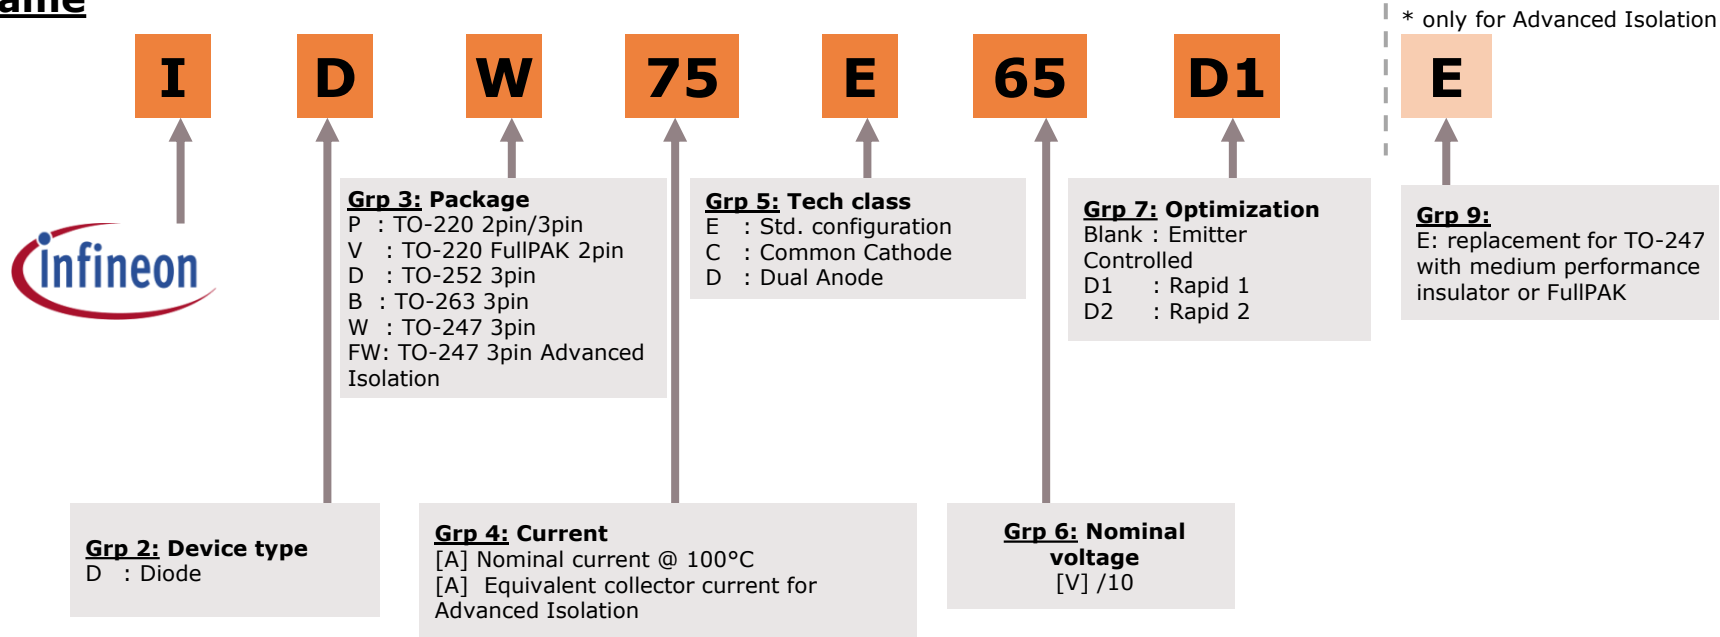 * only for Advanced Isolation
I D W 75 E 65 D1 E
infineon
Grp 3: Package
P : TO-220 2pin/3pin
V : TO-220 FullPAK 2pin
D : TO-252 3pin
B : TO-263 3pin
W : TO-247 3pin
FW: TO-247 3pin Advanced
Isolation
Grp 5: Tech class
E : Std. configuration
C : Common Cathode
D : Dual Anode
Grp 7: Optimization
Blank : Emitter
Controlled
D1 : Rapid 1
D2 : Rapid 2
Grp 9:
E: replacement for TO-247
with medium performance
insulator or FullPAK
Grp 2: Device type
D : Diode
Grp 4: Current
[A] Nominal current @ 100°C
[A] Equivalent collector current for
Advanced Isolation
Grp 6: Nominal
voltage
[V] /10